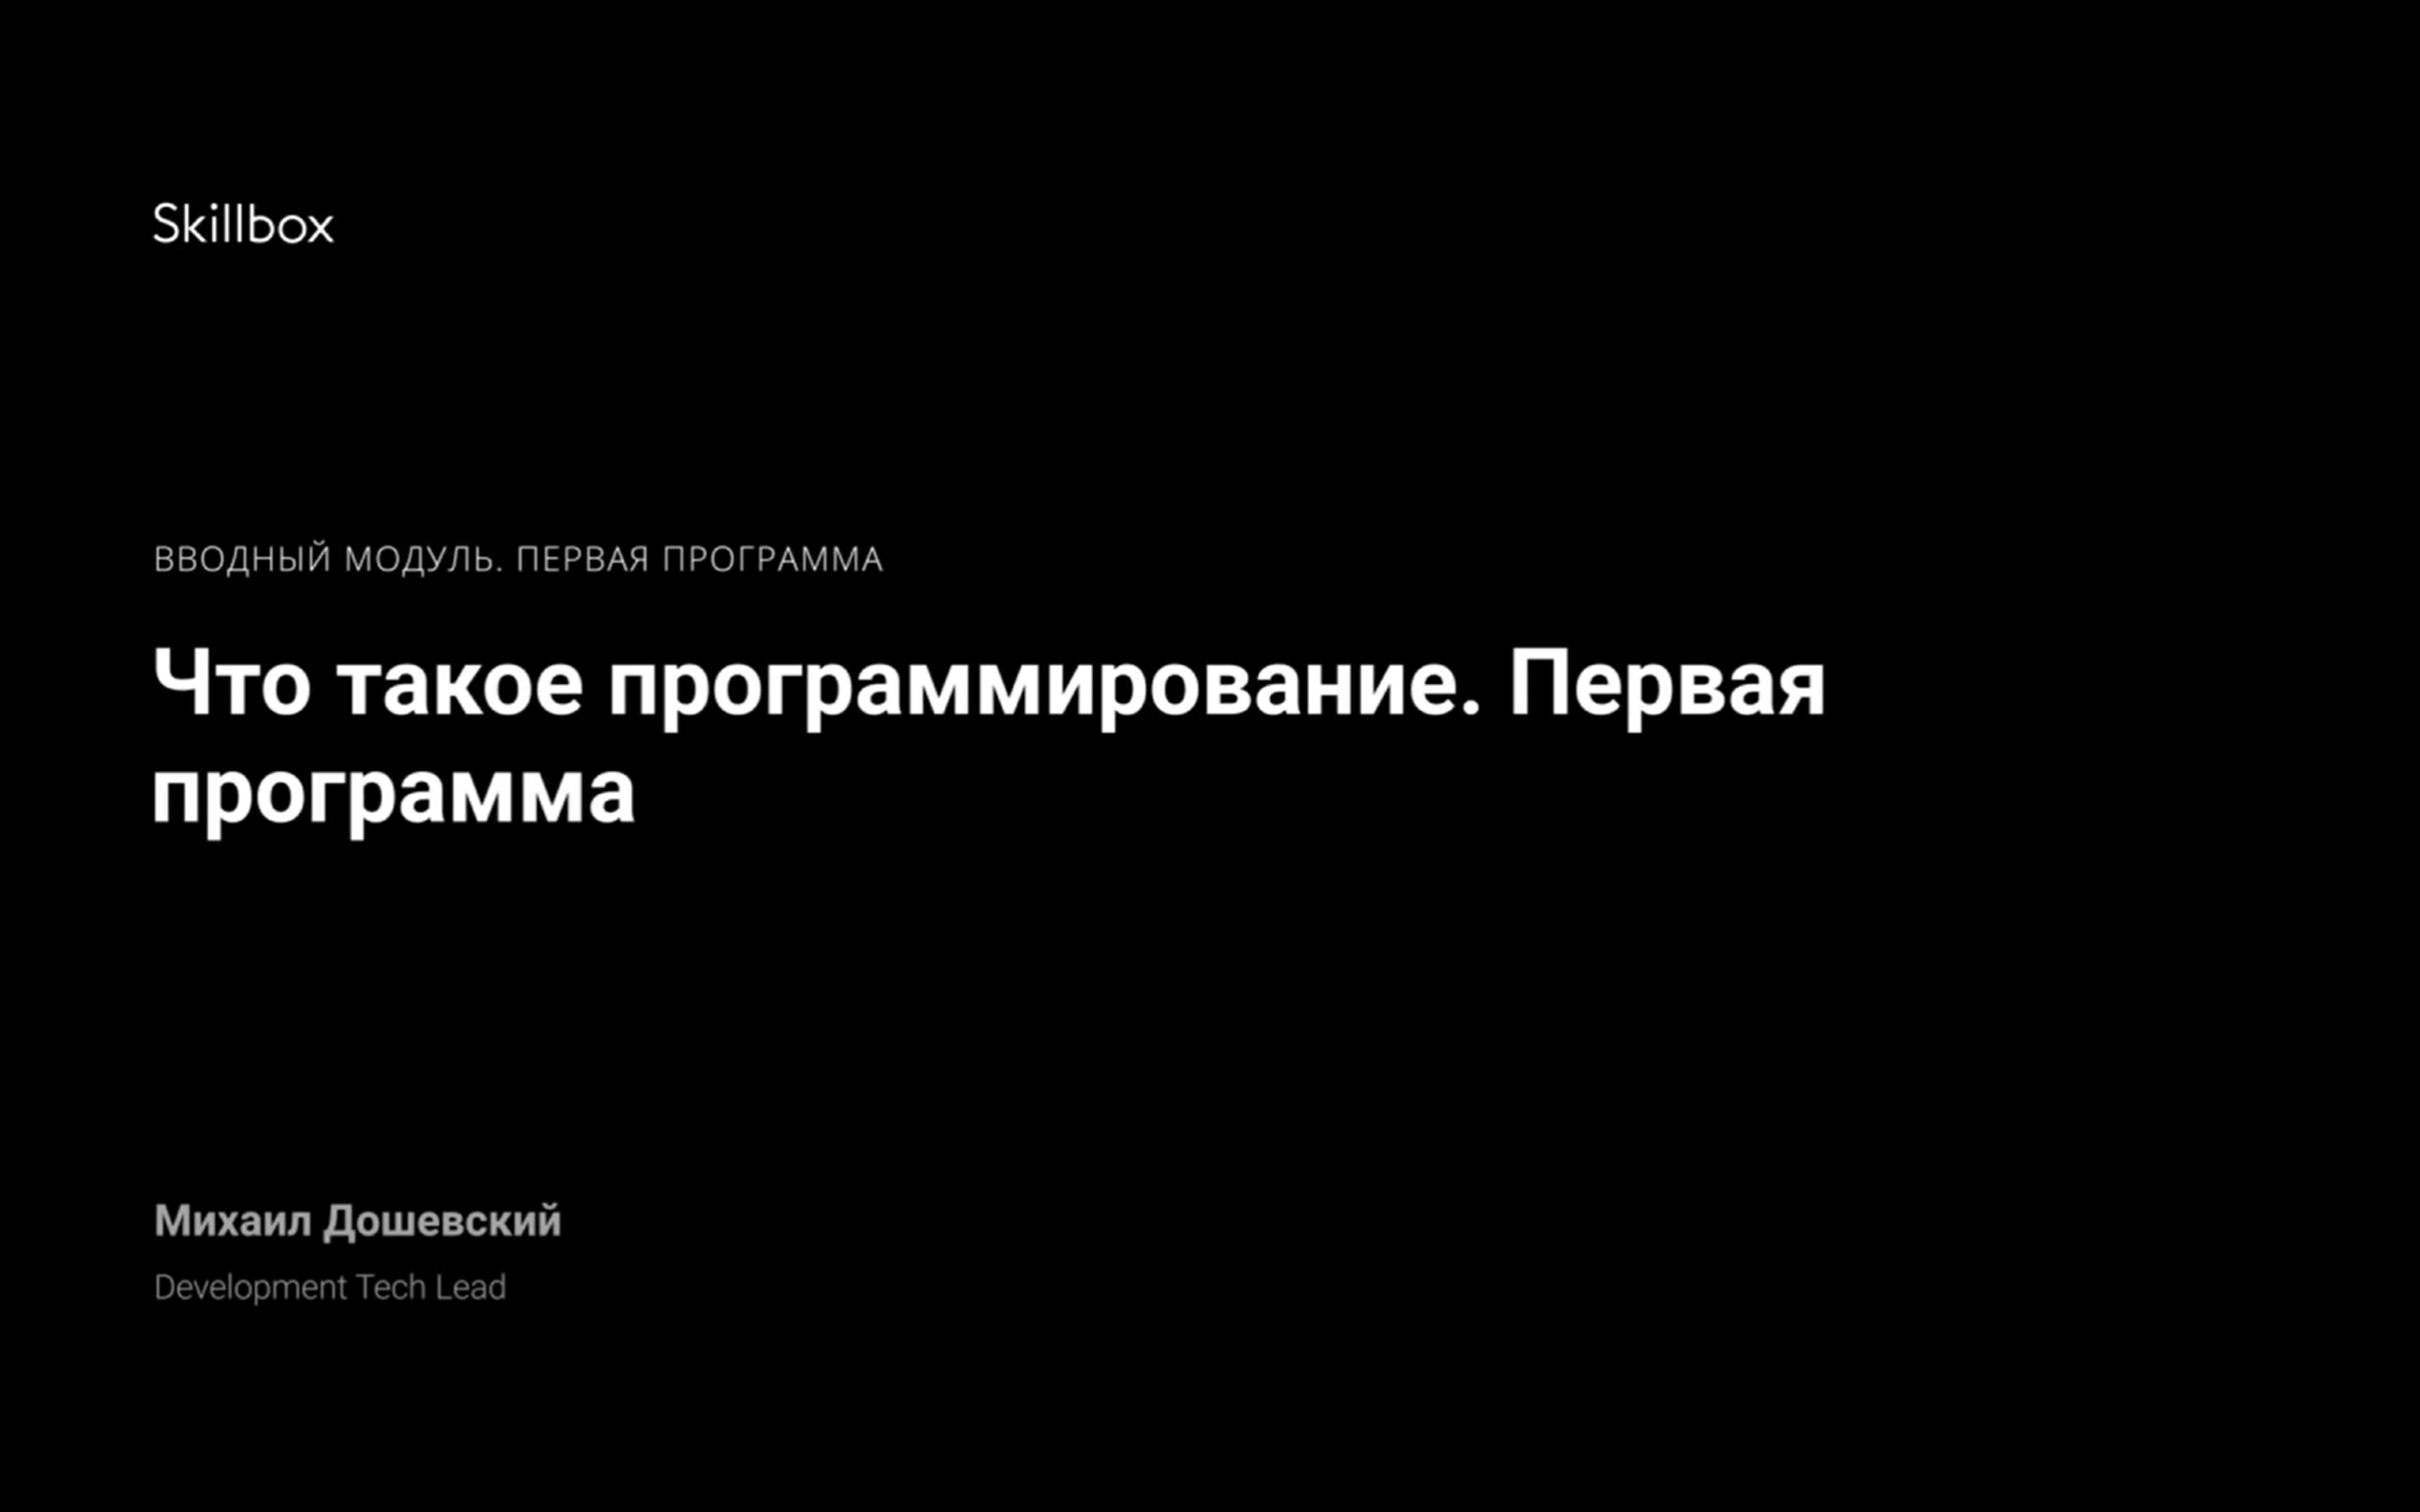 Skillbox
ВВОДНЫЙ МОДУЛЬ. ПЕРВАЯ ПРОГРАММА
Что такое программирование. Первая
программа
Михаил Дошевский
Development Tech Lead